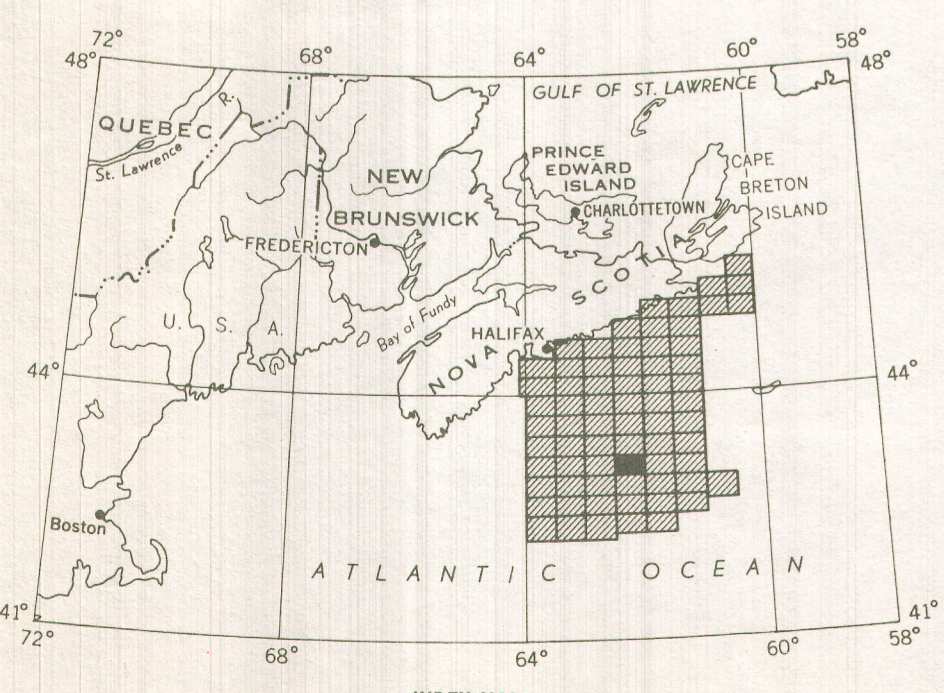 72° 68° 64° 60° 58°
48° 48°
GULF OF ST. LAWRENCE
R.
QUEBEC
St. Lawrence
PRINCE
EDWARD
ISLAND
CAPE
BRETON
ISLAND
NEW
BRUNSWICK
CHARLOTTETOWN
FREDERICTON
NOVA SCOTIA
U. S. A.
Bay of Fundy
HALIFAX
44° 44°
Boston
ATLANTIC OCEAN
41° 41°
72° 68° 64° 60° 58°